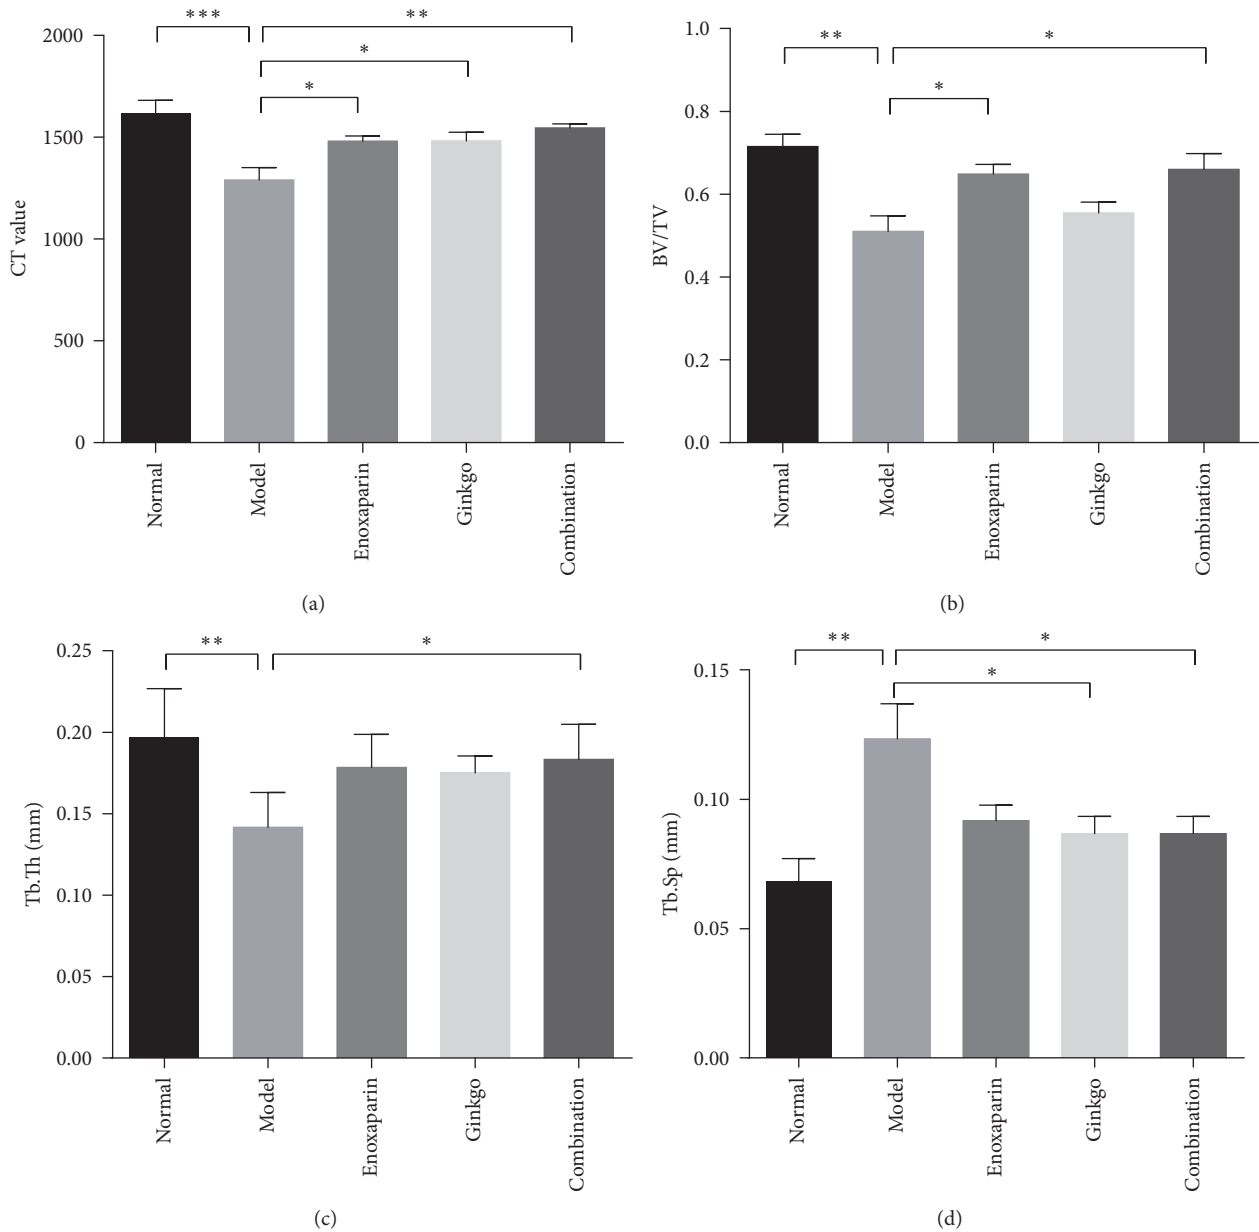 ***
**
*
*
2000
1500
1000
500
0
CT value
Normal
Model
Enoxaparin
Ginkgo
Combination
(a)
**
*
*
1.0
0.8
0.6
0.4
0.2
0.0
BV/TV
Normal
Model
Enoxaparin
Ginkgo
Combination
(b)
**
*
0.25
0.20
0.15
0.10
0.05
0.00
Tb.Th (mm)
Normal
Model
Enoxaparin
Ginkgo
Combination
(c)
**
*
*
0.15
0.10
0.05
0.00
Tb.Sp (mm)
Normal
Model
Enoxaparin
Ginkgo
Combination
(d)